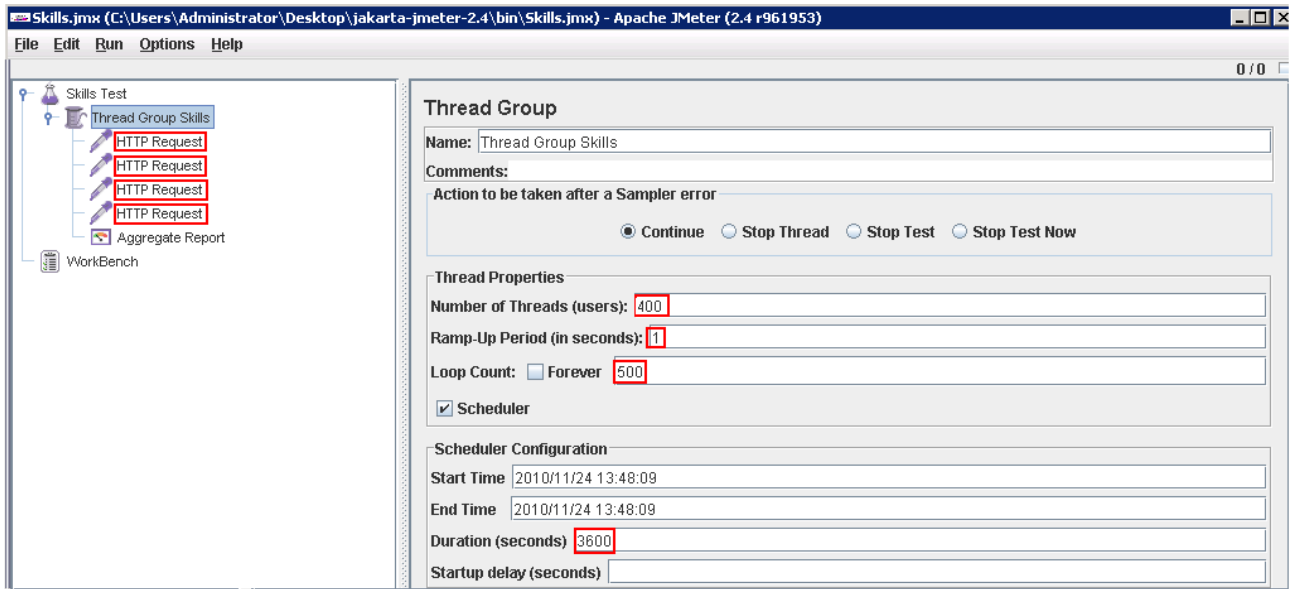 Skills.jmx (C:\Users\Administrator\Desktop\jakarta-jmeter-2.4\bin\Skills.jmx) - Apache JMeter (2.4 r961953)
File Edit Run Options Help
0 / 0
Skills Test
Thread Group Skills
HTTP Request
HTTP Request
HTTP Request
HTTP Request
Aggregate Report
WorkBench
Thread Group
Name: Thread Group Skills
Comments:
Action to be taken after a Sampler error
Continue Stop Thread Stop Test Stop Test Now
Thread Properties
Number of Threads (users): 400
Ramp-Up Period (in seconds): 1
Loop Count: Forever 500
Scheduler
Scheduler Configuration
Start Time 2010/11/24 13:48:09
End Time 2010/11/24 13:48:09
Duration (seconds) 3600
Startup delay (seconds)